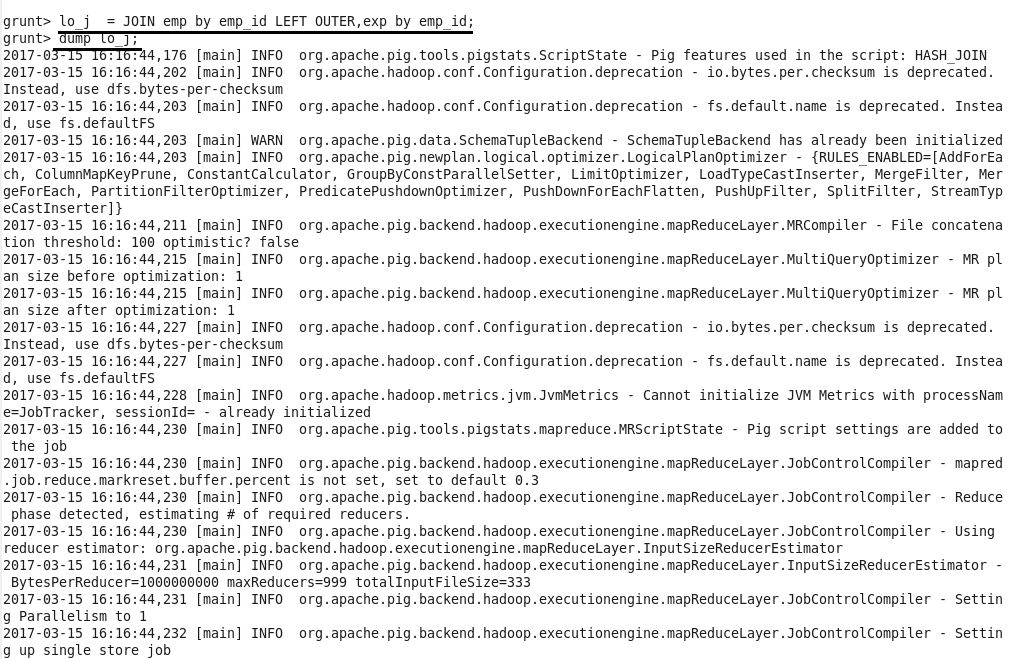 grunt> lo_j  = JOIN emp by emp_id LEFT OUTER,exp by emp_id;
grunt> dump lo_j;
2017-03-15 16:16:44,176 [main] INFO  org.apache.pig.tools.pigstats.ScriptState - Pig features used in the script: HASH_JOIN
2017-03-15 16:16:44,202 [main] INFO  org.apache.hadoop.conf.Configuration.deprecation - io.bytes.per.checksum is deprecated.
Instead, use dfs.bytes-per-checksum
2017-03-15 16:16:44,203 [main] INFO  org.apache.hadoop.conf.Configuration.deprecation - fs.default.name is deprecated. Instea
d, use fs.defaultFS
2017-03-15 16:16:44,203 [main] WARN  org.apache.pig.data.SchemaTupleBackend - SchemaTupleBackend has already been initialized
2017-03-15 16:16:44,203 [main] INFO  org.apache.pig.newplan.logical.optimizer.LogicalPlanOptimizer - {RULES_ENABLED=[AddForEa
ch, ColumnMapKeyPrune, ConstantCalculator, GroupByConstParallelSetter, LimitOptimizer, LoadTypeCastInserter, MergeFilter, Mer
geForEach, PartitionFilterOptimizer, PredicatePushdownOptimizer, PushDownForEachFlatten, PushUpFilter, SplitFilter, StreamTyp
eCastInserter]}
2017-03-15 16:16:44,211 [main] INFO  org.apache.pig.backend.hadoop.executionengine.mapReduceLayer.MRCompiler - File concatena
tion threshold: 100 optimistic? false
2017-03-15 16:16:44,215 [main] INFO  org.apache.pig.backend.hadoop.executionengine.mapReduceLayer.MultiQueryOptimizer - MR pl
an size before optimization: 1
2017-03-15 16:16:44,215 [main] INFO  org.apache.pig.backend.hadoop.executionengine.mapReduceLayer.MultiQueryOptimizer - MR pl
an size after optimization: 1
2017-03-15 16:16:44,227 [main] INFO  org.apache.hadoop.conf.Configuration.deprecation - io.bytes.per.checksum is deprecated.
Instead, use dfs.bytes-per-checksum
2017-03-15 16:16:44,227 [main] INFO  org.apache.hadoop.conf.Configuration.deprecation - fs.default.name is deprecated. Instea
d, use fs.defaultFS
2017-03-15 16:16:44,228 [main] INFO  org.apache.hadoop.metrics.jvm.JvmMetrics - Cannot initialize JVM Metrics with processNam
e=JobTracker, sessionId= - already initialized
2017-03-15 16:16:44,230 [main] INFO  org.apache.pig.tools.pigstats.mapreduce.MRScriptState - Pig script settings are added to
 the job
2017-03-15 16:16:44,230 [main] INFO  org.apache.pig.backend.hadoop.executionengine.mapReduceLayer.JobControlCompiler - mapred
.job.reduce.markreset.buffer.percent is not set, set to default 0.3
2017-03-15 16:16:44,230 [main] INFO  org.apache.pig.backend.hadoop.executionengine.mapReduceLayer.JobControlCompiler - Reduce
 phase detected, estimating # of required reducers.
2017-03-15 16:16:44,230 [main] INFO  org.apache.pig.backend.hadoop.executionengine.mapReduceLayer.JobControlCompiler - Using
reducer estimator: org.apache.pig.backend.hadoop.executionengine.mapReduceLayer.InputSizeReducerEstimator
2017-03-15 16:16:44,231 [main] INFO  org.apache.pig.backend.hadoop.executionengine.mapReduceLayer.InputSizeReducerEstimator -
 BytesPerReducer=1000000000 maxReducers=999 totalInputFileSize=333
2017-03-15 16:16:44,231 [main] INFO  org.apache.pig.backend.hadoop.executionengine.mapReduceLayer.JobControlCompiler - Settin
g Parallelism to 1
2017-03-15 16:16:44,232 [main] INFO  org.apache.pig.backend.hadoop.executionengine.mapReduceLayer.JobControlCompiler - Settin
g up single store job